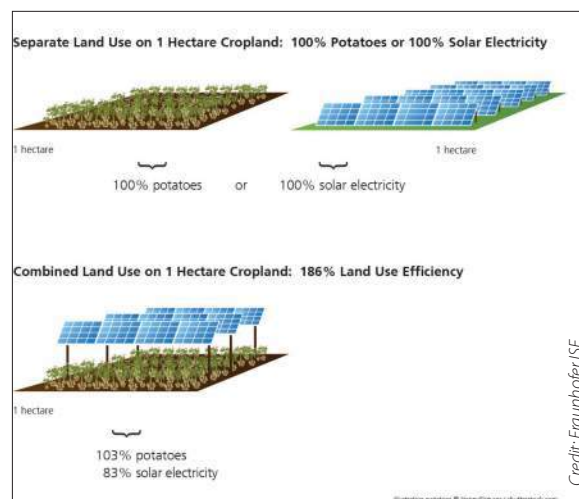 Separate Land Use on 1 Hectare Cropland: 100% Potatoes or 100% Solar Electricity
1 hectare
1 hectare
100% potatoes or 100% solar electricity
Combined Land Use on 1 Hectare Cropland: 186% Land Use Efficiency
1 hectare
103% potatoes
83% solar electricity
Credit: Fraunhofer ISE